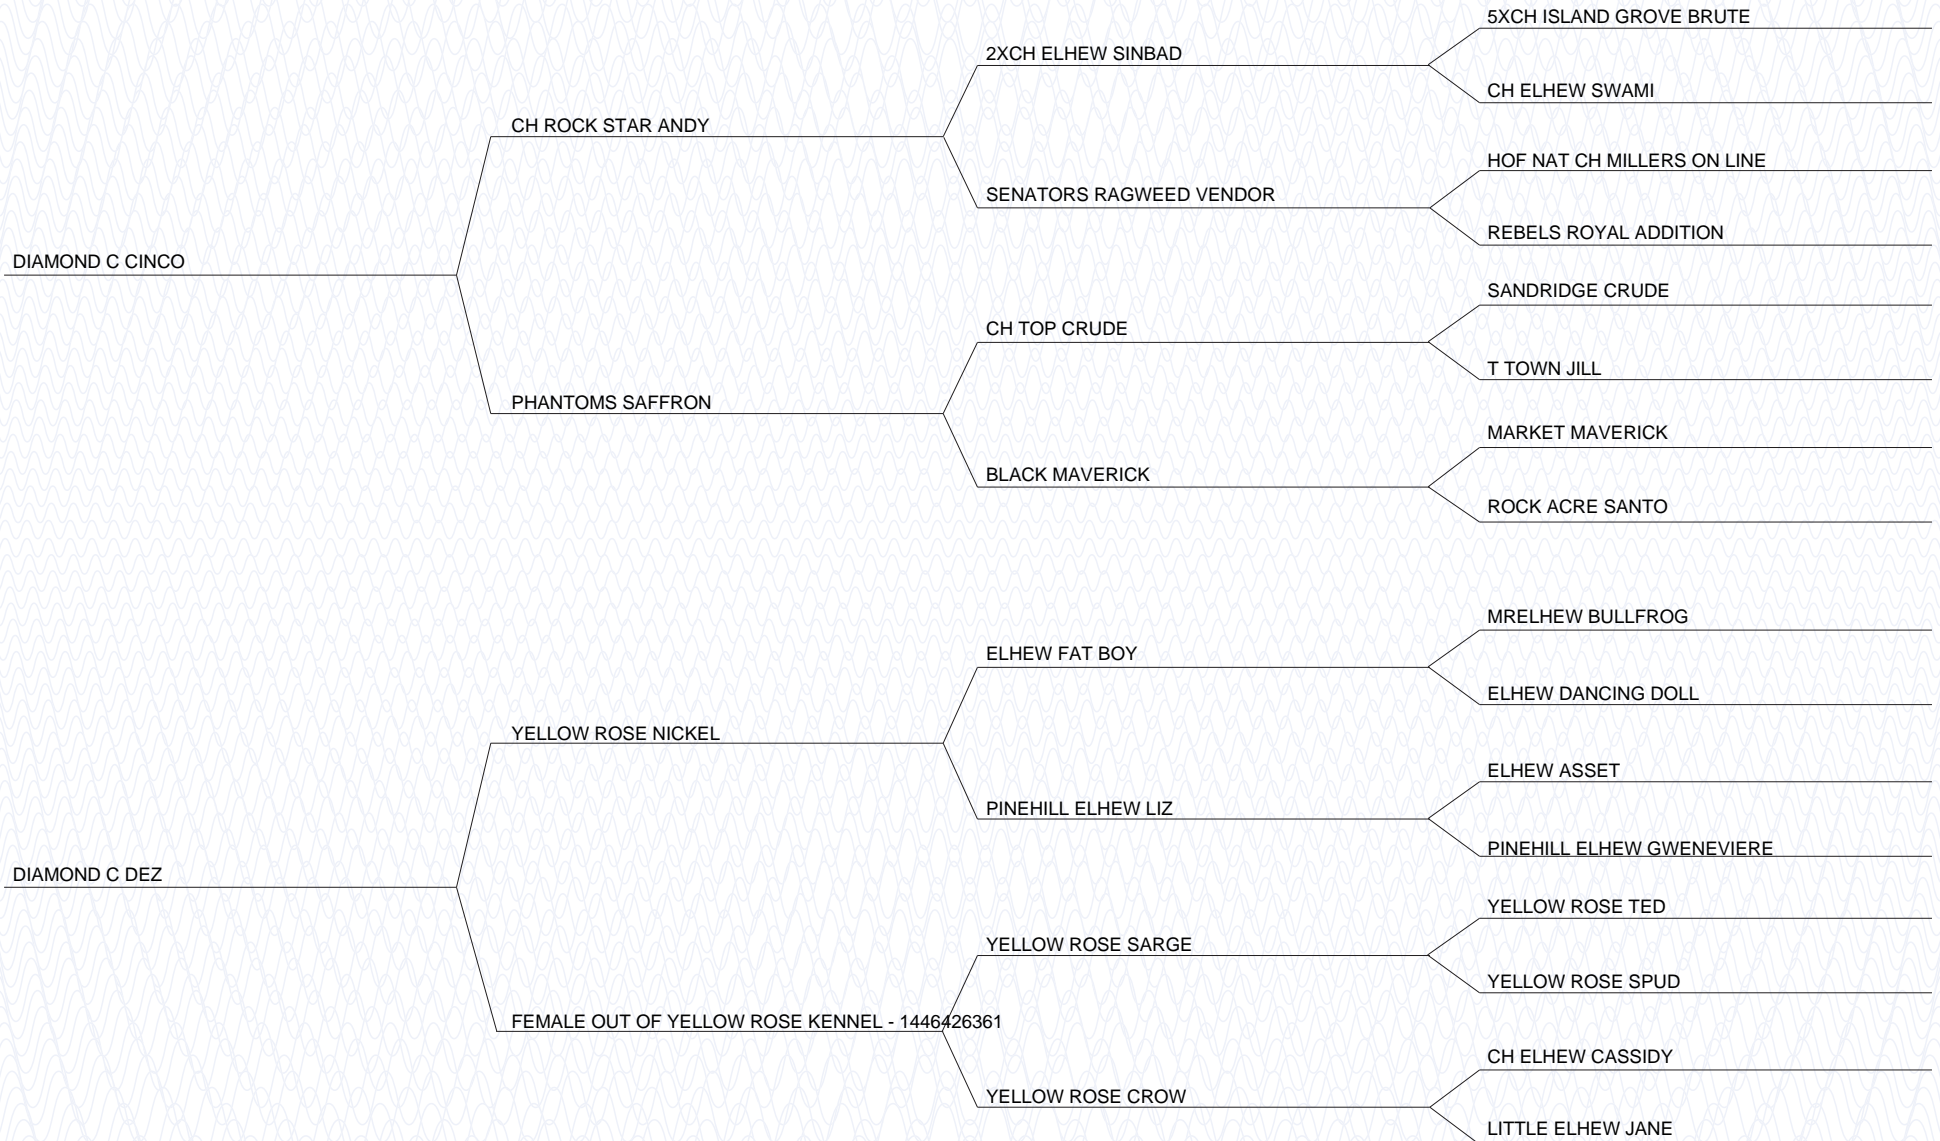 5XCH ISLAND GROVE BRUTE
2XCH ELHEW SINBAD
CH ELHEW SWAMI
CH ROCK STAR ANDY
HOF NAT CH MILLERS ON LINE
SENATORS RAGWEED VENDOR
REBELS ROYAL ADDITION
DIAMOND C CINCO
SANDRIDGE CRUDE
CH TOP CRUDE
T TOWN JILL
PHANTOMS SAFFRON
MARKET MAVERICK
BLACK MAVERICK
ROCK ACRE SANTO
MRELHEW BULLFROG
ELHEW FAT BOY
ELHEW DANCING DOLL
YELLOW ROSE NICKEL
ELHEW ASSET
PINEHILL ELHEW LIZ
PINEHILL ELHEW GWENEVIERE
DIAMOND C DEZ
YELLOW ROSE TED
YELLOW ROSE SARGE
YELLOW ROSE SPUD
FEMALE OUT OF YELLOW ROSE KENNEL - 1446426361
CH ELHEW CASSIDY
YELLOW ROSE CROW
LITTLE ELHEW JANE